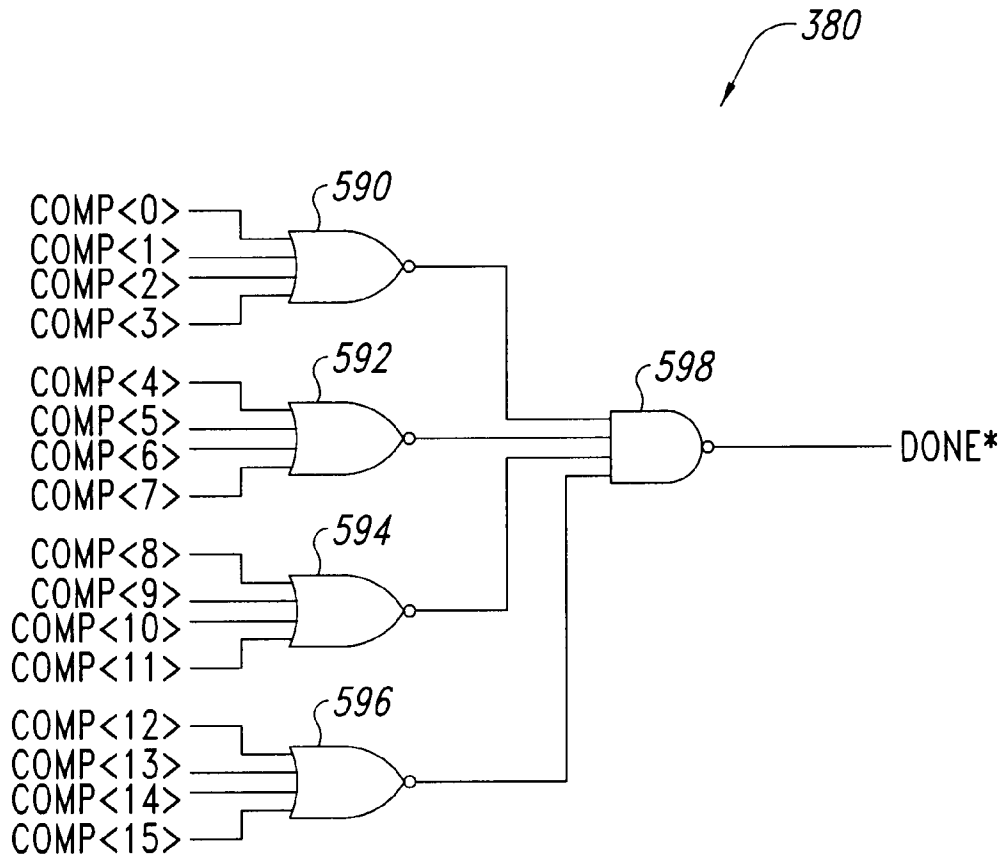 380
590
COMP<0>
COMP<1>
COMP<2>
COMP<3>
592
COMP<4>
COMP<5>
COMP<6>
COMP<7>
598
DONE*
594
COMP<8>
COMP<9>
COMP<10>
COMP<11>
596
COMP<12>
COMP<13>
COMP<14>
COMP<15>